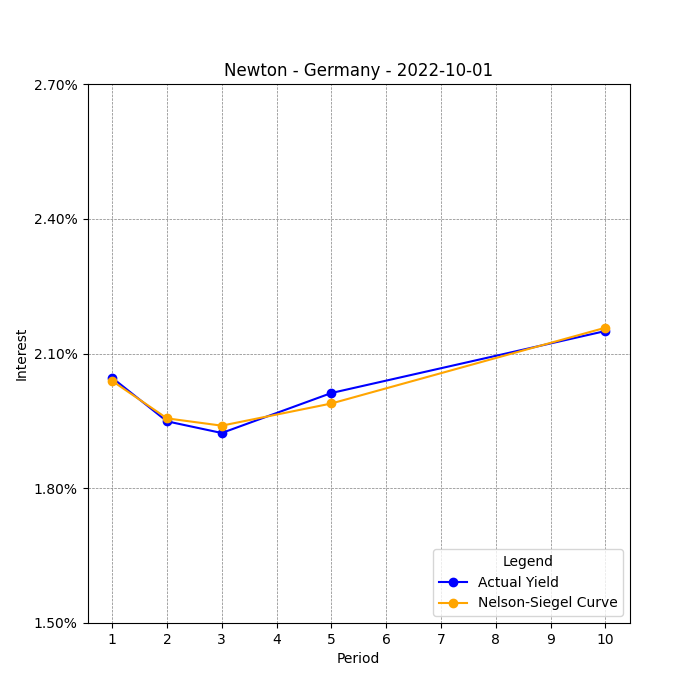 Newton - Germany - 2022-10-01
2.70%
2.40%
2.10%
1.80%
1.50%
Interest
1 2 3 4 5 6 7 8 9 10
Period
Legend
Actual Yield
Nelson-Siegel Curve